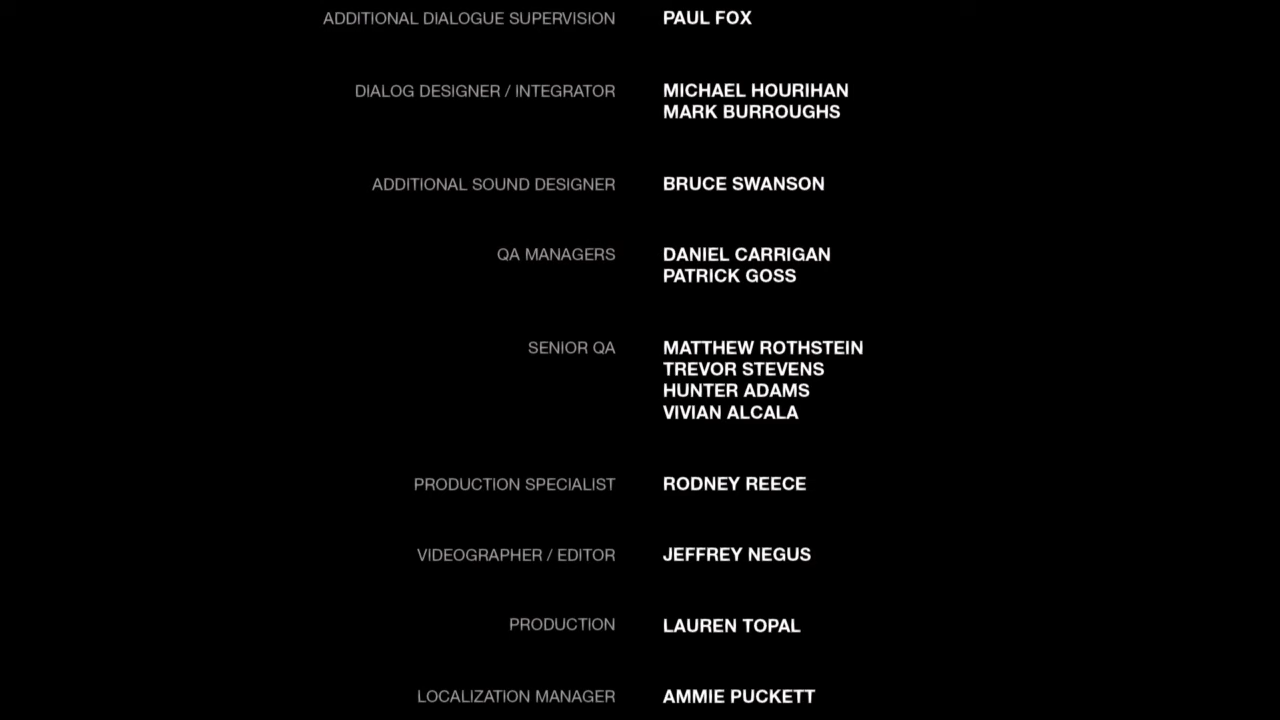 ADDITIONAL DIALOGUE SUPERVISION PAUL FOX
DIALOG DESIGNER / INTEGRATOR MICHAEL HOURIHAN
MARK BURROUGHS
ADDITIONAL SOUND DESIGNER BRUCE SWANSON
QA MANAGERS DANIEL CARRIGAN
PATRICK GOSS
SENIOR QA MATTHEW ROTHSTEIN
TREVOR STEVENS
HUNTER ADAMS
VIVIAN ALCALA
PRODUCTION SPECIALIST RODNEY REECE
VIDEOGRAPHER / EDITOR JEFFREY NEGUS
PRODUCTION LAUREN TOPAL
LOCALIZATION MANAGER AMMIE PUCKETT